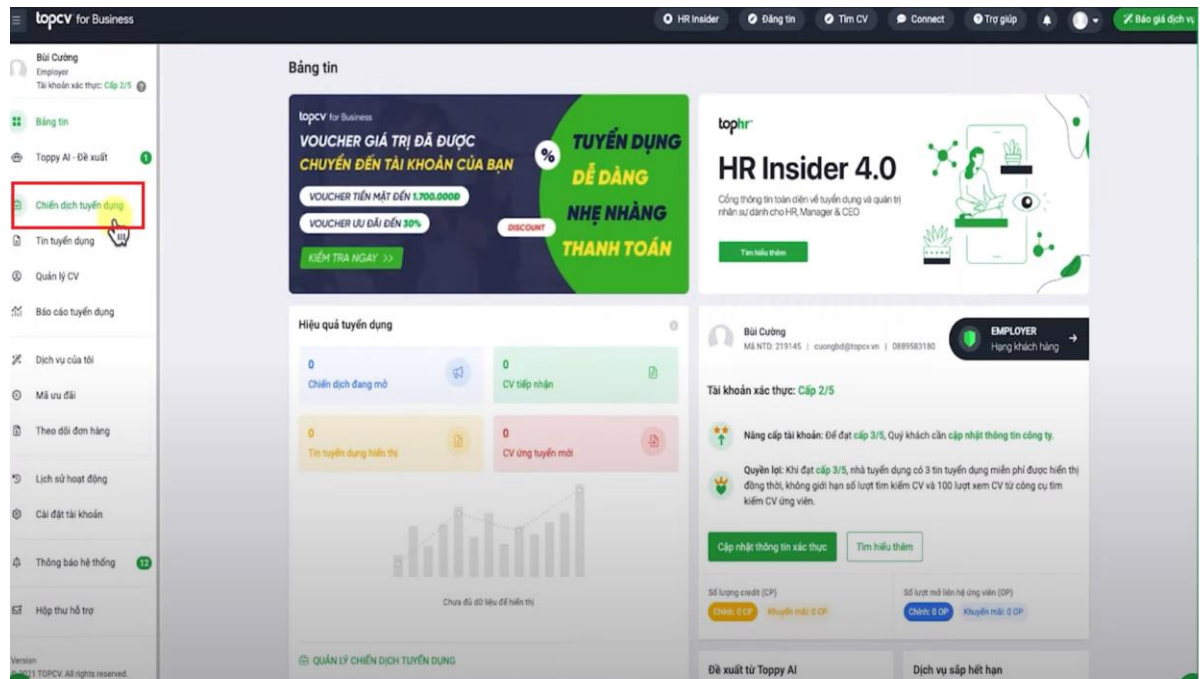 topcv for Business
HR Insider
Đăng tin
Tìm CV
Connect
Trợ giúp
Báo giá dịch vụ
Bùi Cường
Employer
Tài khoản xác thực: Cấp 2/5
Bảng tin
Toppy AI - Đề xuất
1
Chiến dịch tuyển dụng
Tin tuyển dụng
Quản lý CV
Báo cáo tuyển dụng
Dịch vụ của tôi
Mã ưu đãi
Theo dõi đơn hàng
Lịch sử hoạt động
Cài đặt tài khoản
Thông báo hệ thống
12
Hộp thư hỗ trợ
Version
© 2021 TOPCV. All rights reserved.
Bảng tin
topcv for Business
VOUCHER GIÁ TRỊ ĐÃ ĐƯỢC
CHUYỂN ĐẾN TÀI KHOẢN CỦA BẠN
VOUCHER TIỀN MẶT ĐẾN 1.700.000Đ
VOUCHER ƯU ĐÃI ĐẾN 30%
KIỂM TRA NGAY >>
%
DISCOUNT
TUYỂN DỤNG
DỄ DÀNG
NHẸ NHÀNG
THANH TOÁN
tophr
HR Insider 4.0
Cổng thông tin toàn diện về tuyển dụng và quản trị
nhân sự dành cho HR, Manager & CEO
Tìm hiểu thêm
Hiệu quả tuyển dụng
0
Chiến dịch đang mở
0
CV tiếp nhận
0
Tin tuyển dụng hiển thị
0
CV ứng tuyển mới
Chưa đủ dữ liệu để hiển thị
QUẢN LÝ CHIẾN DỊCH TUYỂN DỤNG
Bùi Cường
Mã NTD: 219145 | cuongbd@topcv.vn | 0889583180
EMPLOYER
Hạng khách hàng
Tài khoản xác thực: Cấp 2/5
Nâng cấp tài khoản: Để đạt cấp 3/5, Quý khách cần cập nhật thông tin công ty.
Quyền lợi: Khi đạt cấp 3/5, nhà tuyển dụng có 3 tin tuyển dụng miễn phí được hiển thị
đồng thời, không giới hạn số lượt tìm kiếm CV và 100 lượt xem CV từ công cụ tìm
kiếm CV ứng viên.
Cập nhật thông tin xác thực
Tìm hiểu thêm
Số lượng credit (CP)
Chính: 0 CP
Khuyến mãi: 0 CP
Số lượt mở liên hệ ứng viên (OP)
Chính: 0 OP
Khuyến mãi: 0 OP
Đề xuất từ Toppy AI
Dịch vụ sắp hết hạn